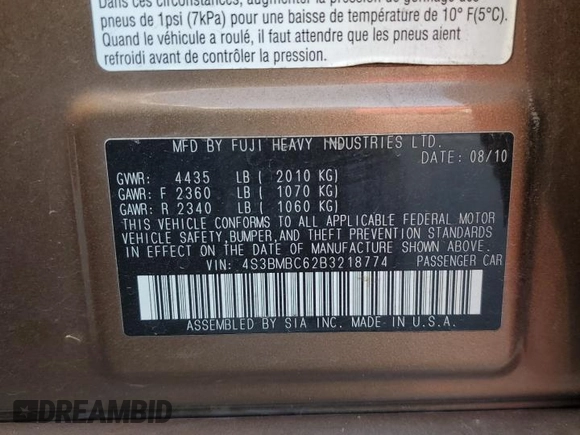 Dans ces circonstances, augmenter la pression de gonflage des
pneus de 1psi (7kPa) pour une baisse de température de 10° F(5°C).
Quand le véhicule a roulé, il faut attendre que les pneus aient
refroidi avant de contrôler la pression.
MFD BY FUJI HEAVY INDUSTRIES LTD.
DATE: 08/10
GVWR: 4435 LB ( 2010 KG)
GAWR: F 2360 LB ( 1070 KG)
GAWR: R 2340 LB ( 1060 KG)
THIS VEHICLE CONFORMS TO ALL APPLICABLE FEDERAL MOTOR
VEHICLE SAFETY,BUMPER,AND THEFT PREVENTION STANDARDS
IN EFFECT ON THE DATE OF MANUFACTURE SHOWN ABOVE.
VIN: 4S3BMBC62B3218774 PASSENGER CAR
ASSEMBLED BY SIA INC. MADE IN U.S.A.
DREAMBID